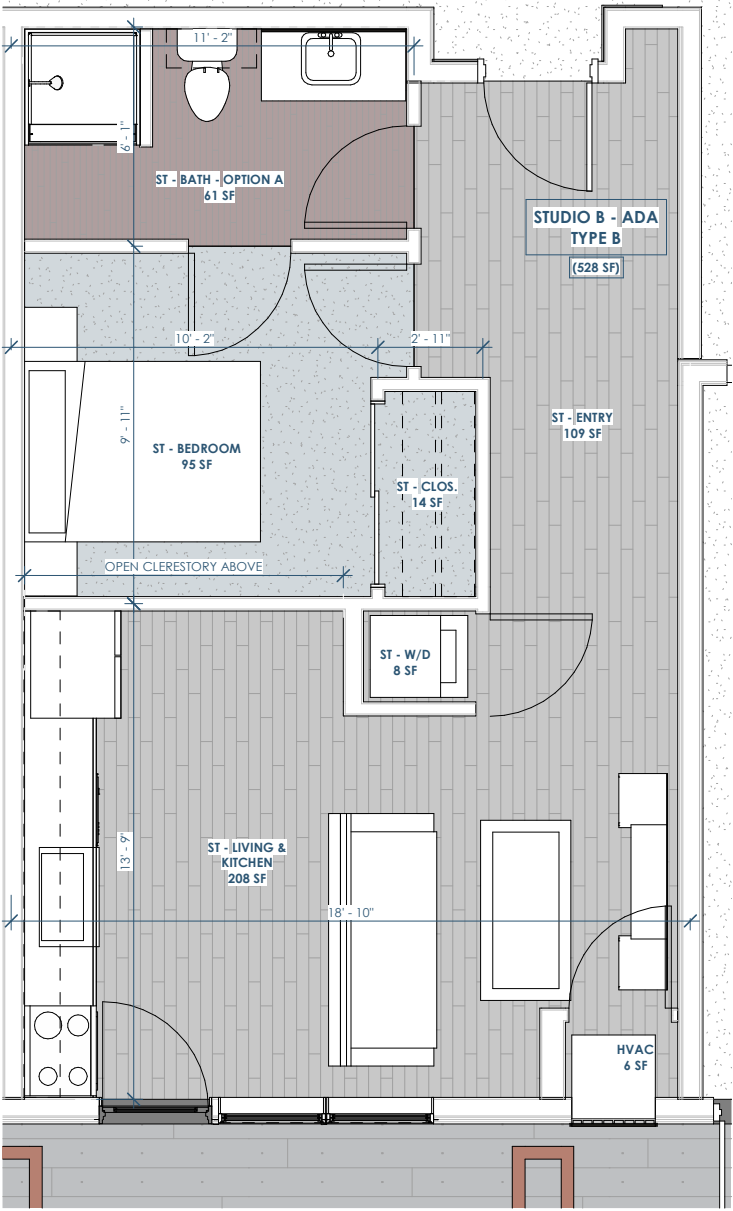 11' - 2"
6' - 1"
ST - BATH - OPTION A
61 SF
STUDIO B - ADA
TYPE B
(528 SF)
10' - 2"
2' - 11"
9' - 11"
ST - BEDROOM
95 SF
ST - ENTRY
109 SF
ST - CLOS.
14 SF
OPEN CLERESTORY ABOVE
ST - W/D
8 SF
13' - 9"
ST - LIVING &
KITCHEN
208 SF
18' - 10"
HVAC
6 SF